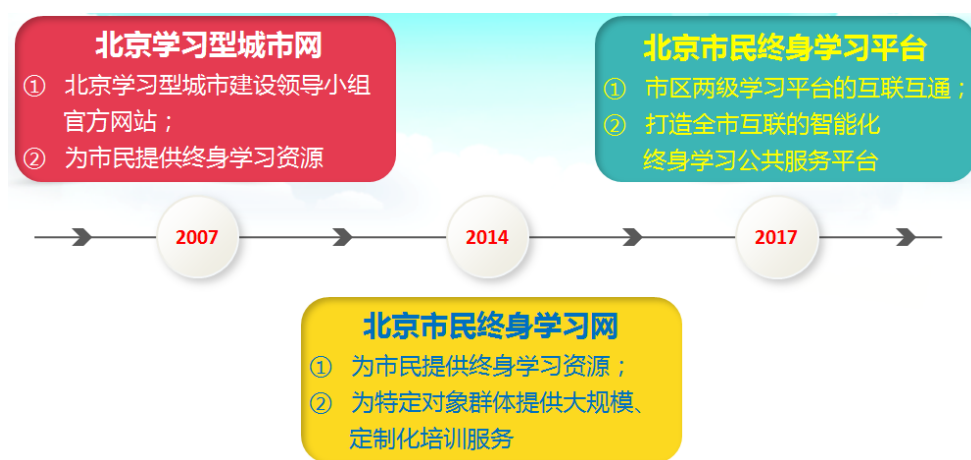 北京学习型城市网
① 北京学习型城市建设领导小组
官方网站；
② 为市民提供终身学习资源
北京市民终身学习平台
① 市区两级学习平台的互联互通；
② 打造全市互联的智能化
终身学习公共服务平台
2007
2014
2017
北京市民终身学习网
① 为市民提供终身学习资源；
② 为特定对象群体提供大规模、
定制化培训服务